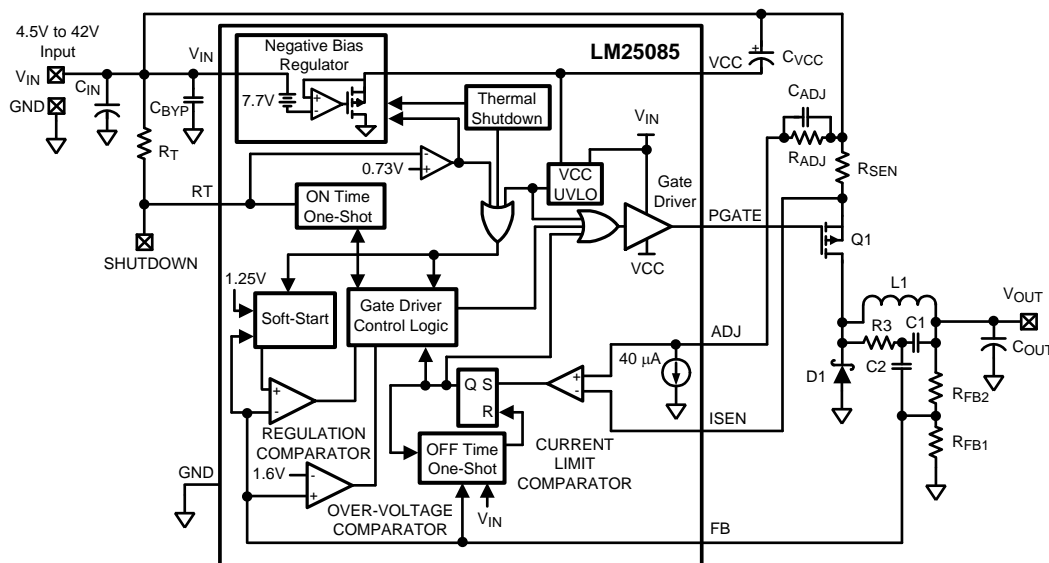 4.5V to 42V
Input
VIN
GND
CIN
CBYP
RT
RT
SHUTDOWN
VIN
Negative Bias
Regulator
7.7V
LM25085
Thermal
Shutdown
0.73V
ON Time
One-Shot
VCC
UVLO
VIN
Gate
Driver
VCC
1.25V
Soft-Start
Gate Driver
Control Logic
REGULATION
COMPARATOR
Q S
R
OFF Time
One-Shot
VIN
CURRENT
LIMIT
COMPARATOR
40 µA
1.6V
OVER-VOLTAGE
COMPARATOR
GND
VCC
PGATE
ADJ
ISEN
FB
CVCC
CADJ
RADJ
RSEN
Q1
L1
R3
C1
C2
D1
VOUT
COUT
RFB2
RFB1
+
-
+
-
+
+
-
-
+
+
-